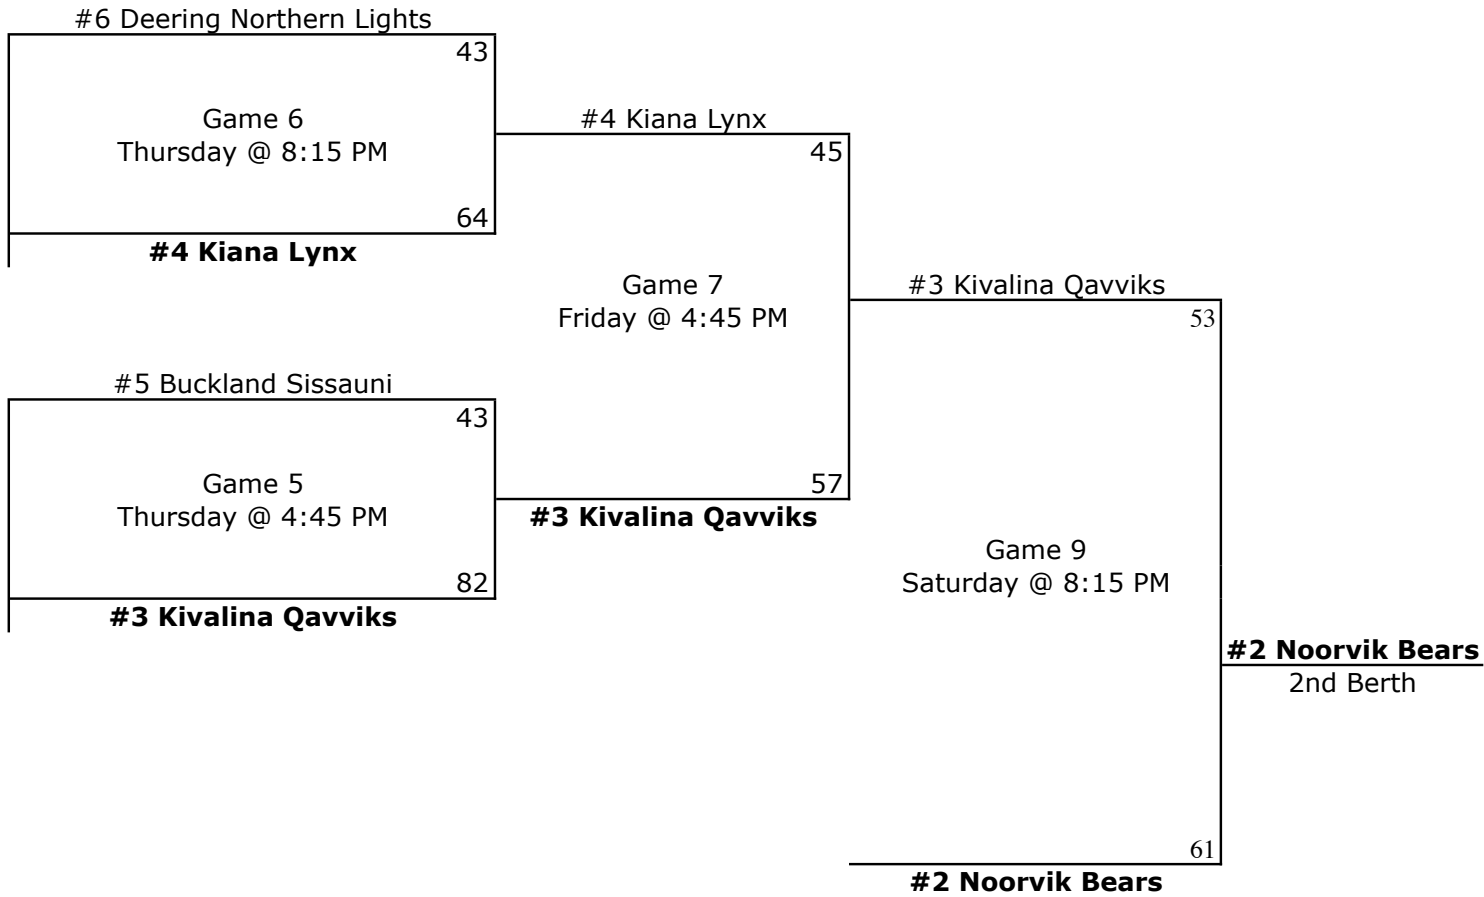 #6 Deering Northern Lights
43
Game 6
Thursday @ 8:15 PM
64
#4 Kiana Lynx
#4 Kiana Lynx
45
Game 7
Friday @ 4:45 PM
57
#3 Kivalina Qavviks
#5 Buckland Sissauni
43
Game 5
Thursday @ 4:45 PM
82
#3 Kivalina Qavviks
#3 Kivalina Qavviks
53
Game 9
Saturday @ 8:15 PM
61
#2 Noorvik Bears
#2 Noorvik Bears
2nd Berth